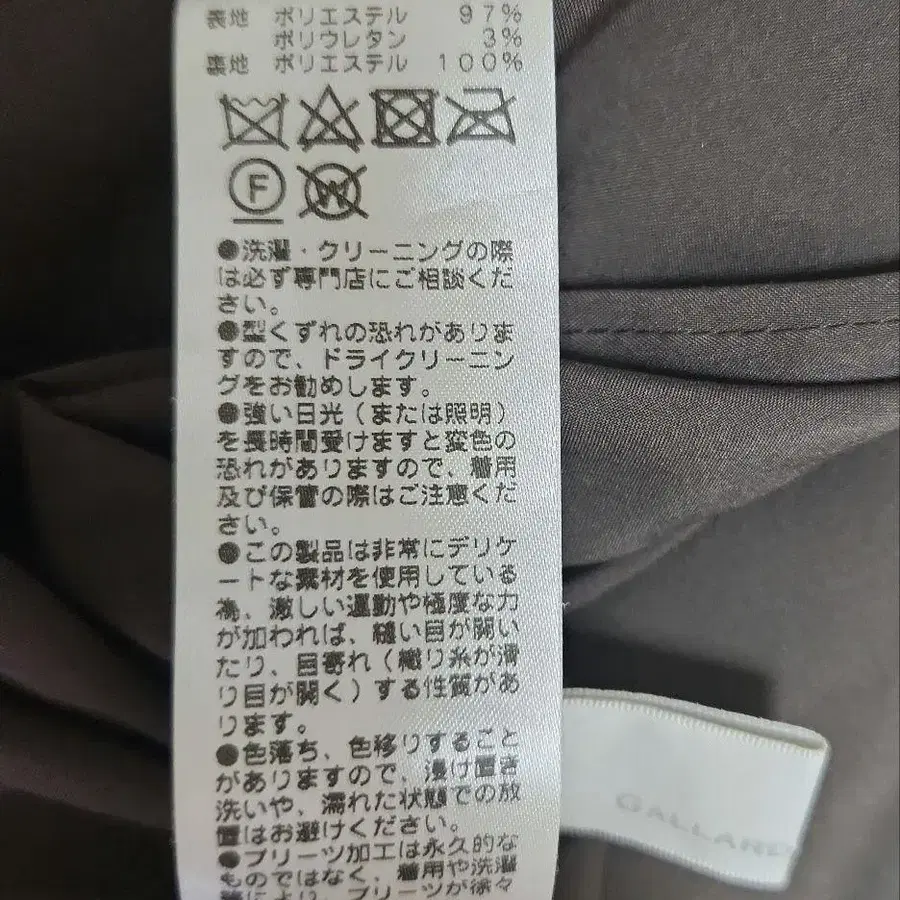 表地 ポリエステル 97%
ポリウレタン 3%
裏地 ポリエステル 100%
F
W
●洗濯・クリーニングの際
は必ず専門店にご相談くだ
さい。
●型くずれの恐れがありま
すので、ドライクリーニン
グをお勧めします。
●強い日光（または照明）
を長時間受けますと変色の
恐れがありますので、着用
及び保管の際はご注意くだ
さい。
●この製品は非常にデリケ
ートな素材を使用している
為、激しい運動や極度な力
が加われば、縫い目が開い
たり、目寄れ（織り糸が滑
り目が開く）する性質があ
ります。
●色落ち、色移りすること
がありますので、浸け置き
洗いや、濡れた状態での放
置はお避けください。
●プリーツ加工は永久的な
ものではなく、着用や洗濯
等により、プリーツが徐々